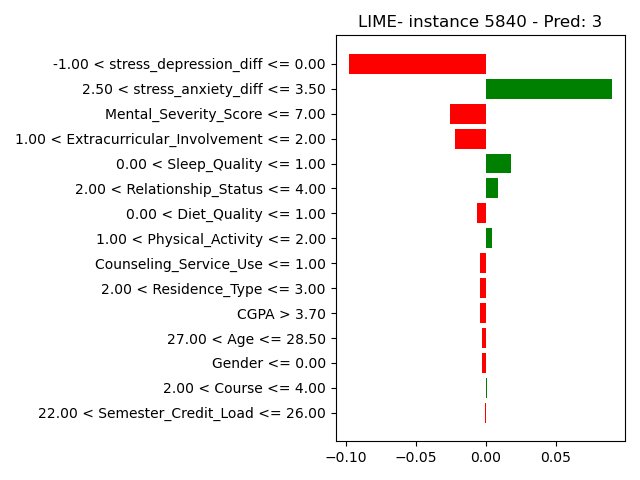 LIME- instance 5840 - Pred: 3
-1.00 < stress_depression_diff <= 0.00
2.50 < stress_anxiety_diff <= 3.50
Mental_Severity_Score <= 7.00
1.00 < Extracurricular_Involvement <= 2.00
0.00 < Sleep_Quality <= 1.00
2.00 < Relationship_Status <= 4.00
0.00 < Diet_Quality <= 1.00
1.00 < Physical_Activity <= 2.00
Counseling_Service_Use <= 1.00
2.00 < Residence_Type <= 3.00
CGPA > 3.70
27.00 < Age <= 28.50
Gender <= 0.00
2.00 < Course <= 4.00
22.00 < Semester_Credit_Load <= 26.00
−0.10 −0.05 0.00 0.05